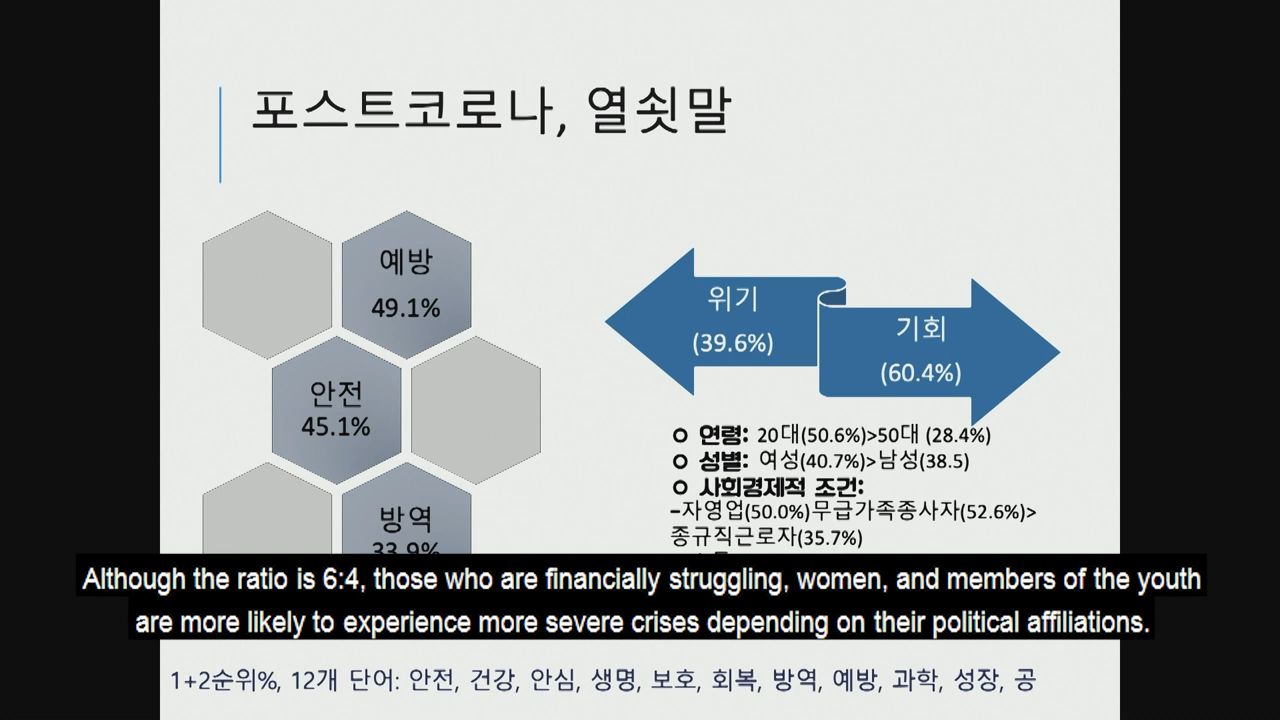 포스트코로나, 열쇳말
예방
49.1%
안전
45.1%
방역
33.9%
위기
(39.6%)
기회
(60.4%)
연령: 20대(50.6%)>50대 (28.4%)
성별: 여성(40.7%)>남성(38.5)
사회경제적 조건:
-자영업(50.0%)무급가족종사자(52.6%)>
종규직근로자(35.7%)
Although the ratio is 6:4, those who are financially struggling, women, and members of the youth
are more likely to experience more severe crises depending on their political affiliations.
1+2순위%, 12개 단어: 안전, 건강, 안심, 생명, 보호, 회복, 방역, 예방, 과학, 성장, 공